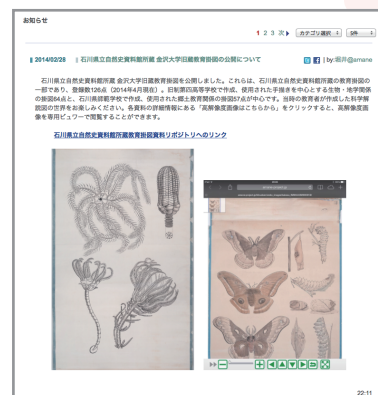 お知らせ
1 2 3 次▶ カテゴリ選択 5件
2014/02/28 石川県立自然史資料館所蔵 金沢大学旧蔵教育掛図の公開について | by:堀井@amane
石川県立自然史資料館所蔵 金沢大学旧蔵教育掛図を公開しました。これらは、石川県立自然史資料館所蔵の教育掛図の
一部であり、登録数126点（2014年4月現在）。旧制第四高等学校で作成、使用された手描きを中心とする生物・地学関係
の掛図64点と、石川県師範学校で作成、使用された郷土教育関係の掛図57点が中心です。当時の教育者が作成した科学解
説図の世界をお楽しみください。各資料の詳細情報にある「高解像度画像はこちらから」をクリックすると、高解像度画
像を専用ビュワーで閲覧することができます。
石川県立自然史資料館所蔵教育掛図資料リポジトリへのリンク
22:11